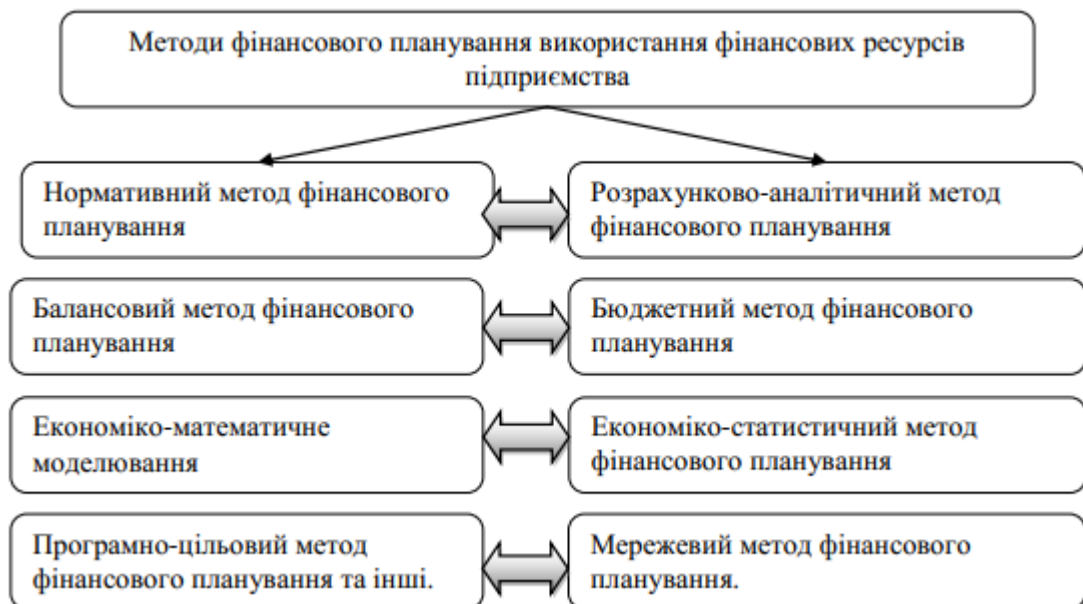 Методи фінансового планування використання фінансових ресурсів
підприємства
Нормативний метод фінансового
планування
Розрахунково-аналітичний метод
фінансового планування
Балансовий метод фінансового
планування
Бюджетний метод фінансового
планування
Економіко-математичне
моделювання
Економіко-статистичний метод
фінансового планування
Програмно-цільовий метод
фінансового планування та інші.
Мережевий метод фінансового
планування.